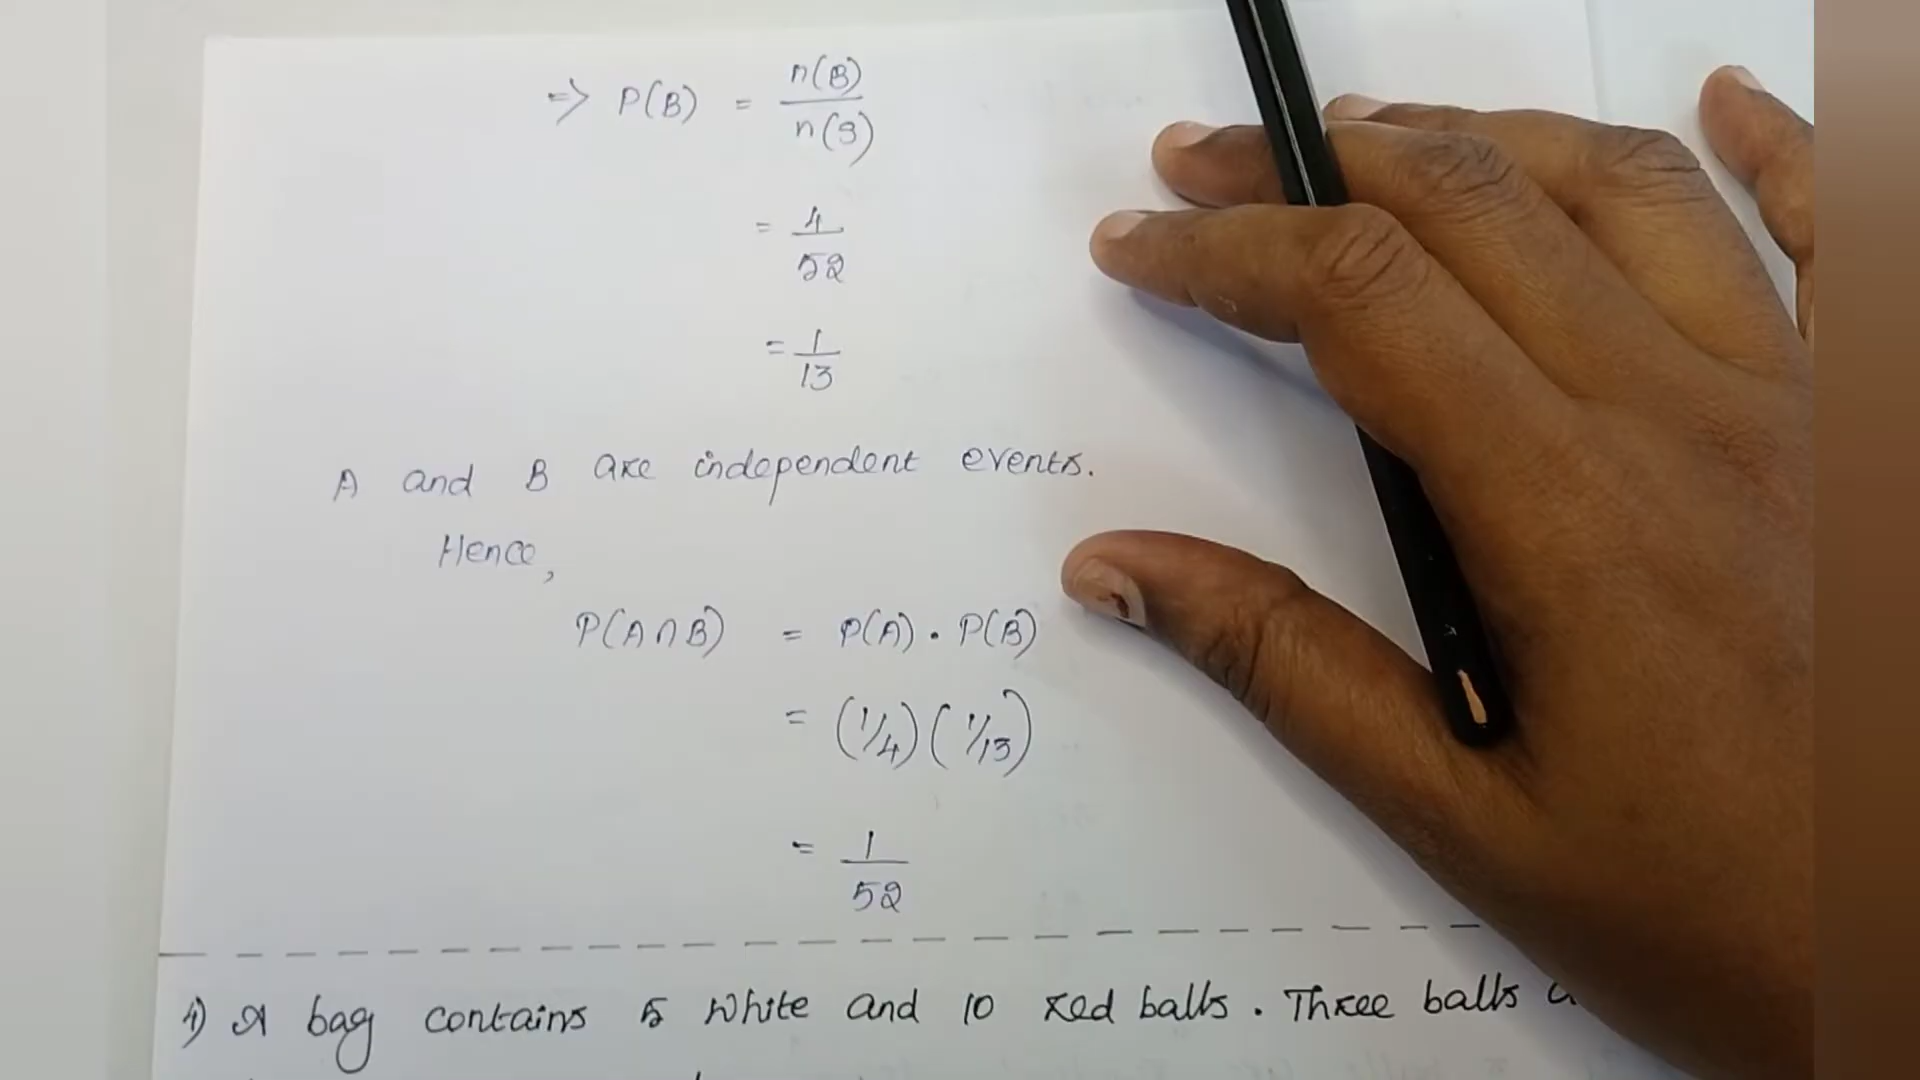 => P(B) = n(B)/n(S)
= 4/52
= 1/13
A and B are independent events.
Hence,
P(A∩B) = P(A) . P(B)
= (1/4) (1/13)
= 1/52
4) A bag contains 5 white and 10 red balls. Three balls